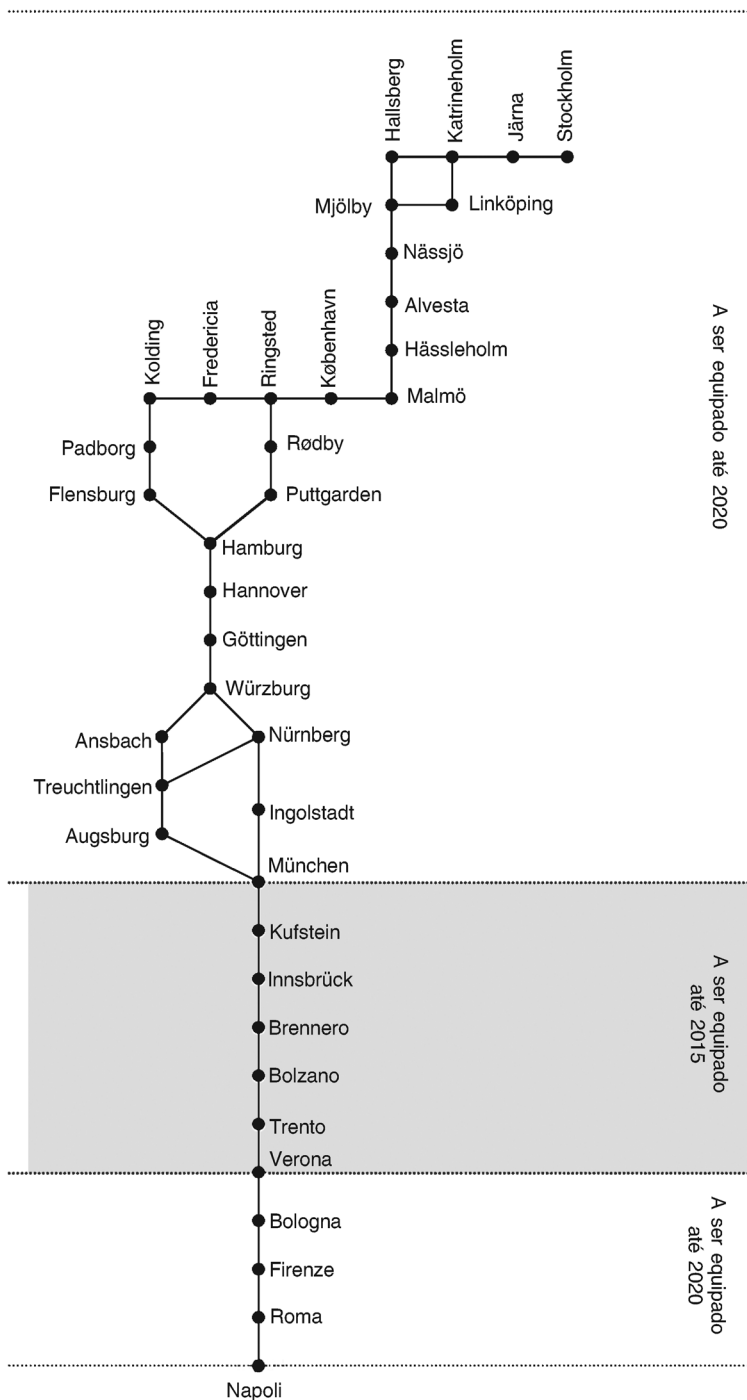 Hallsberg
Katrineholm
Järna
Stockholm
Mjölby
Linköping
Nässjö
Alvesta
Hässleholm
Malmö
Kolding
Fredericia
Ringsted
København
Padborg
Rødby
Flensburg
Puttgarden
Hamburg
Hannover
Göttingen
Würzburg
Ansbach
Nürnberg
Treuchtlingen
Ingolstadt
Augsburg
München
A ser equipado até 2020
Kufstein
Innsbrück
Brennero
Bolzano
Trento
Verona
A ser equipado
até 2015
Bologna
Firenze
Roma
Napoli
A ser equipado
até 2020